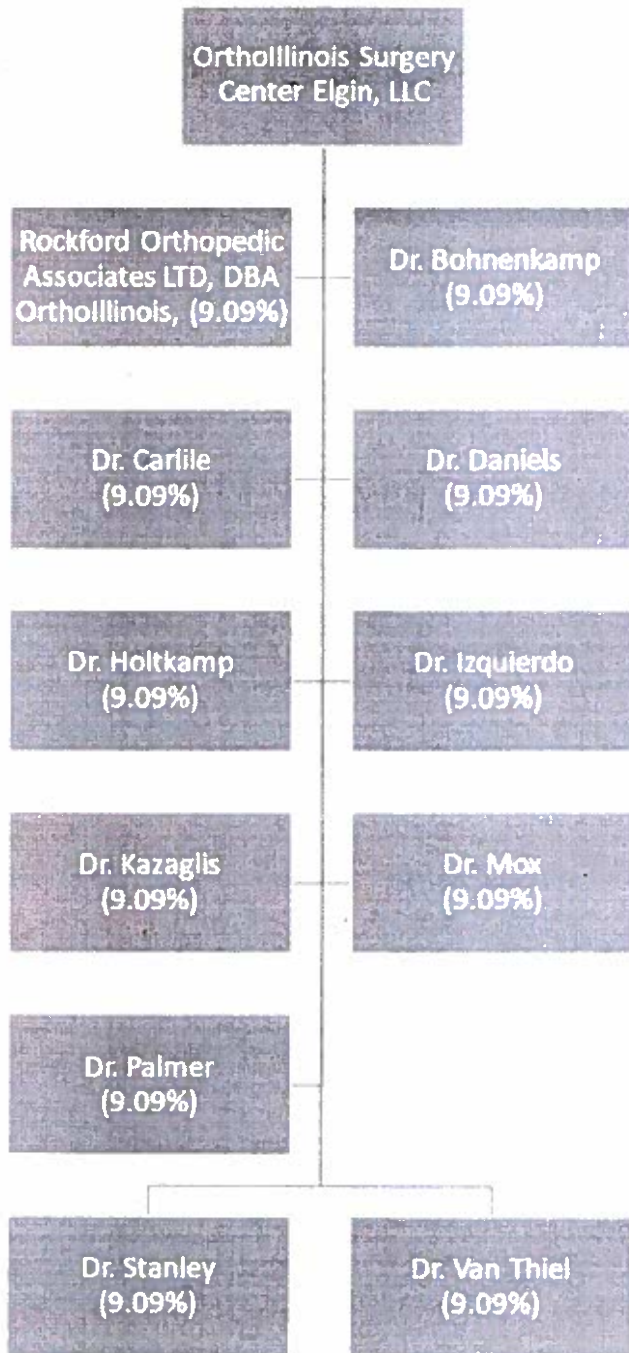 OrthoIllinois Surgery
Center Elgin, LLC
Rockford Orthopedic
Associates LTD, DBA
OrthoIllinois, (9.09%)
Dr. Bohnenkamp
(9.09%)
Dr. Carlile
(9.09%)
Dr. Daniels
(9.09%)
Dr. Holtkamp
(9.09%)
Dr. Izquierdo
(9.09%)
Dr. Kazaglis
(9.09%)
Dr. Mox
(9.09%)
Dr. Palmer
(9.09%)
Dr. Stanley
(9.09%)
Dr. Van Thiel
(9.09%)